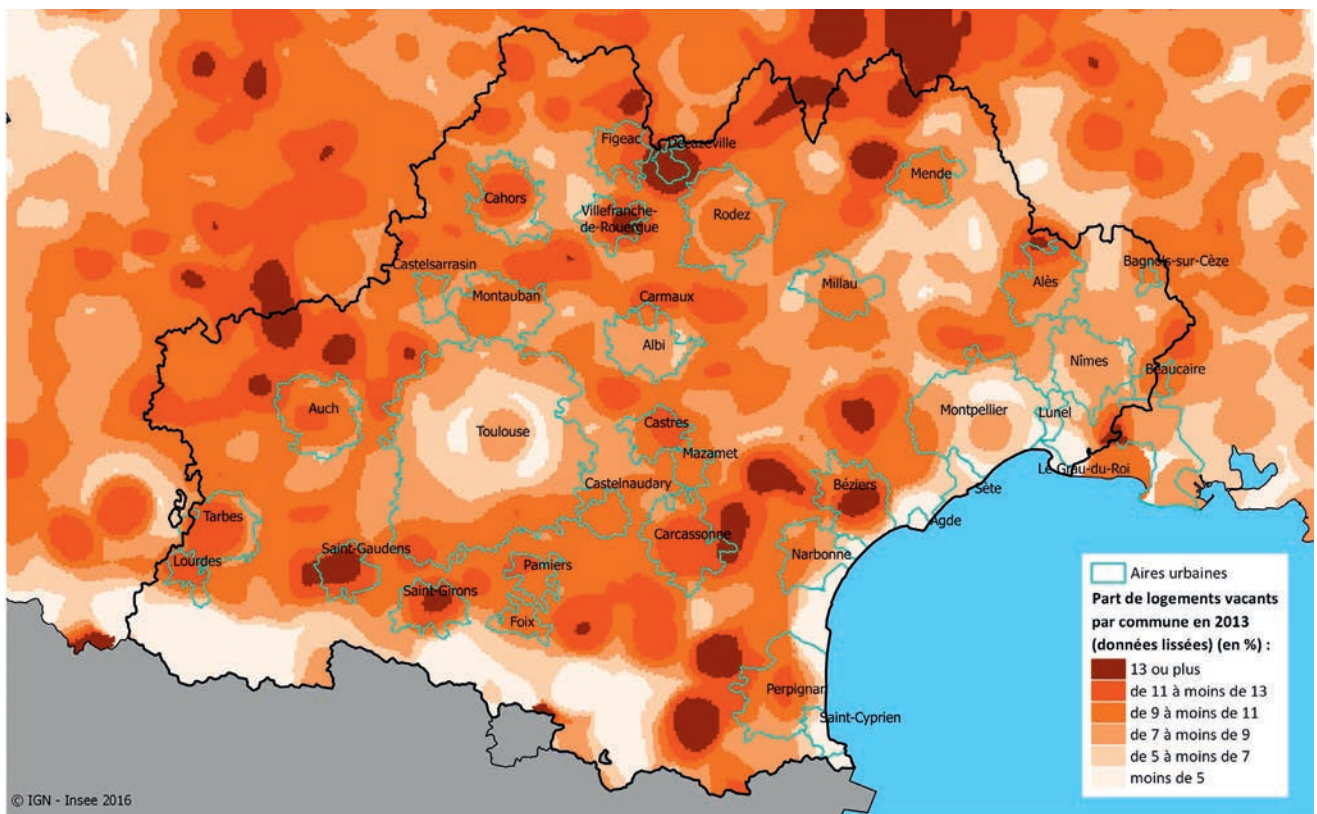 Figeac
Decazeville
Mende
Cahors
Villefranche-
de-Rouergue
Rodez
Castelsarrasin
Bagnols-sur-Cèze
Alès
Millau
Montauban
Carmaux
Albi
Nîmes
Beaucaire
Auch
Montpellier
Lunel
Toulouse
Castres
Mazamet
Le Grau-du-Roi
Castelnaudary
Béziers
Sète
Tarbes
Agde
Carcassonne
Saint-Gaudens
Narbonne
Lourdes
Pamiers
Saint-Girons
Foix
Perpignan
Saint-Cyprien
Aires urbaines
Part de logements vacants
par commune en 2013
(données lissées) (en %) :
13 ou plus
de 11 à moins de 13
de 9 à moins de 11
de 7 à moins de 9
de 5 à moins de 7
moins de 5
© IGN - Insee 2016